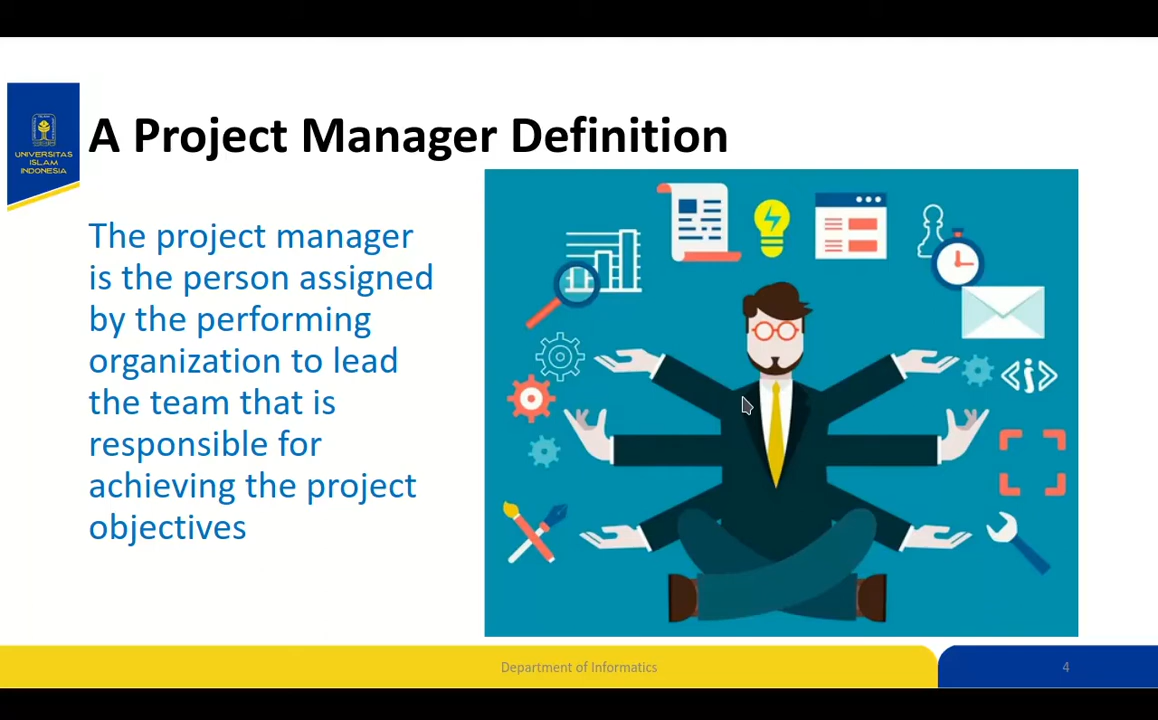 A Project Manager Definition
UNIVERSITAS
ISLAM
INDONESIA
The project manager
is the person assigned
by the performing
organization to lead
the team that is
responsible for
achieving the project
objectives
Department of Informatics
4